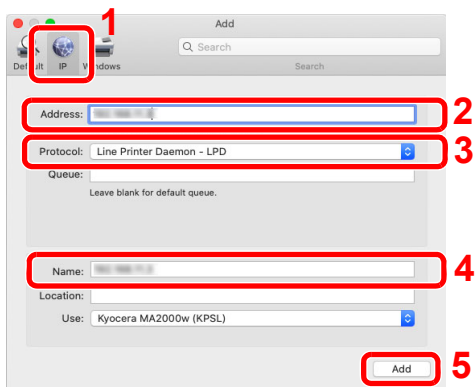 1
Add
Search
Default IP Windows Search
Address:
2
Protocol: Line Printer Daemon - LPD
3
Queue:
Leave blank for default queue.
Name:
4
Location:
Use: Kyocera MA2000w (KPSL)
Add
5